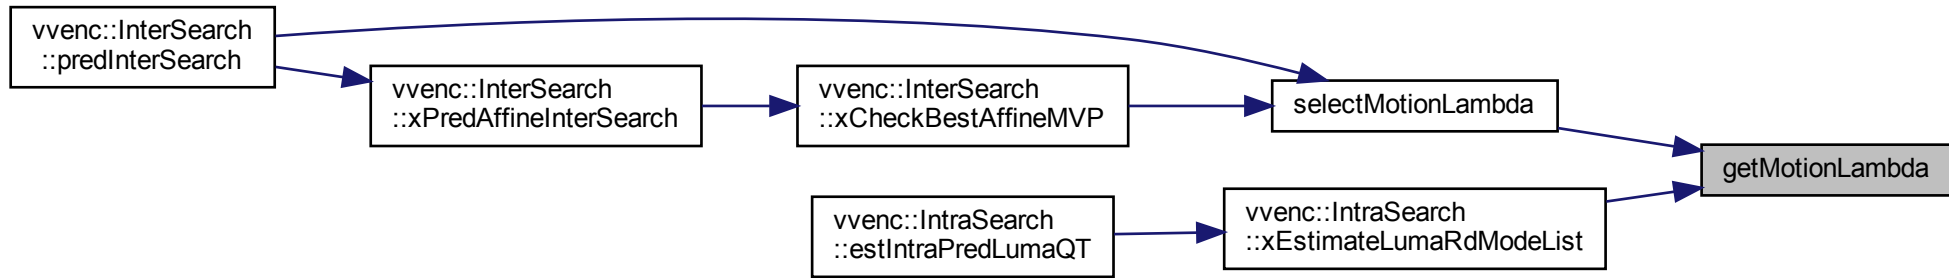 vvenc::InterSearch
::predInterSearch
vvenc::InterSearch
::xPredAffineInterSearch
vvenc::InterSearch
::xCheckBestAffineMVP
selectMotionLambda
getMotionLambda
vvenc::IntraSearch
::estIntraPredLumaQT
vvenc::IntraSearch
::xEstimateLumaRdModeList